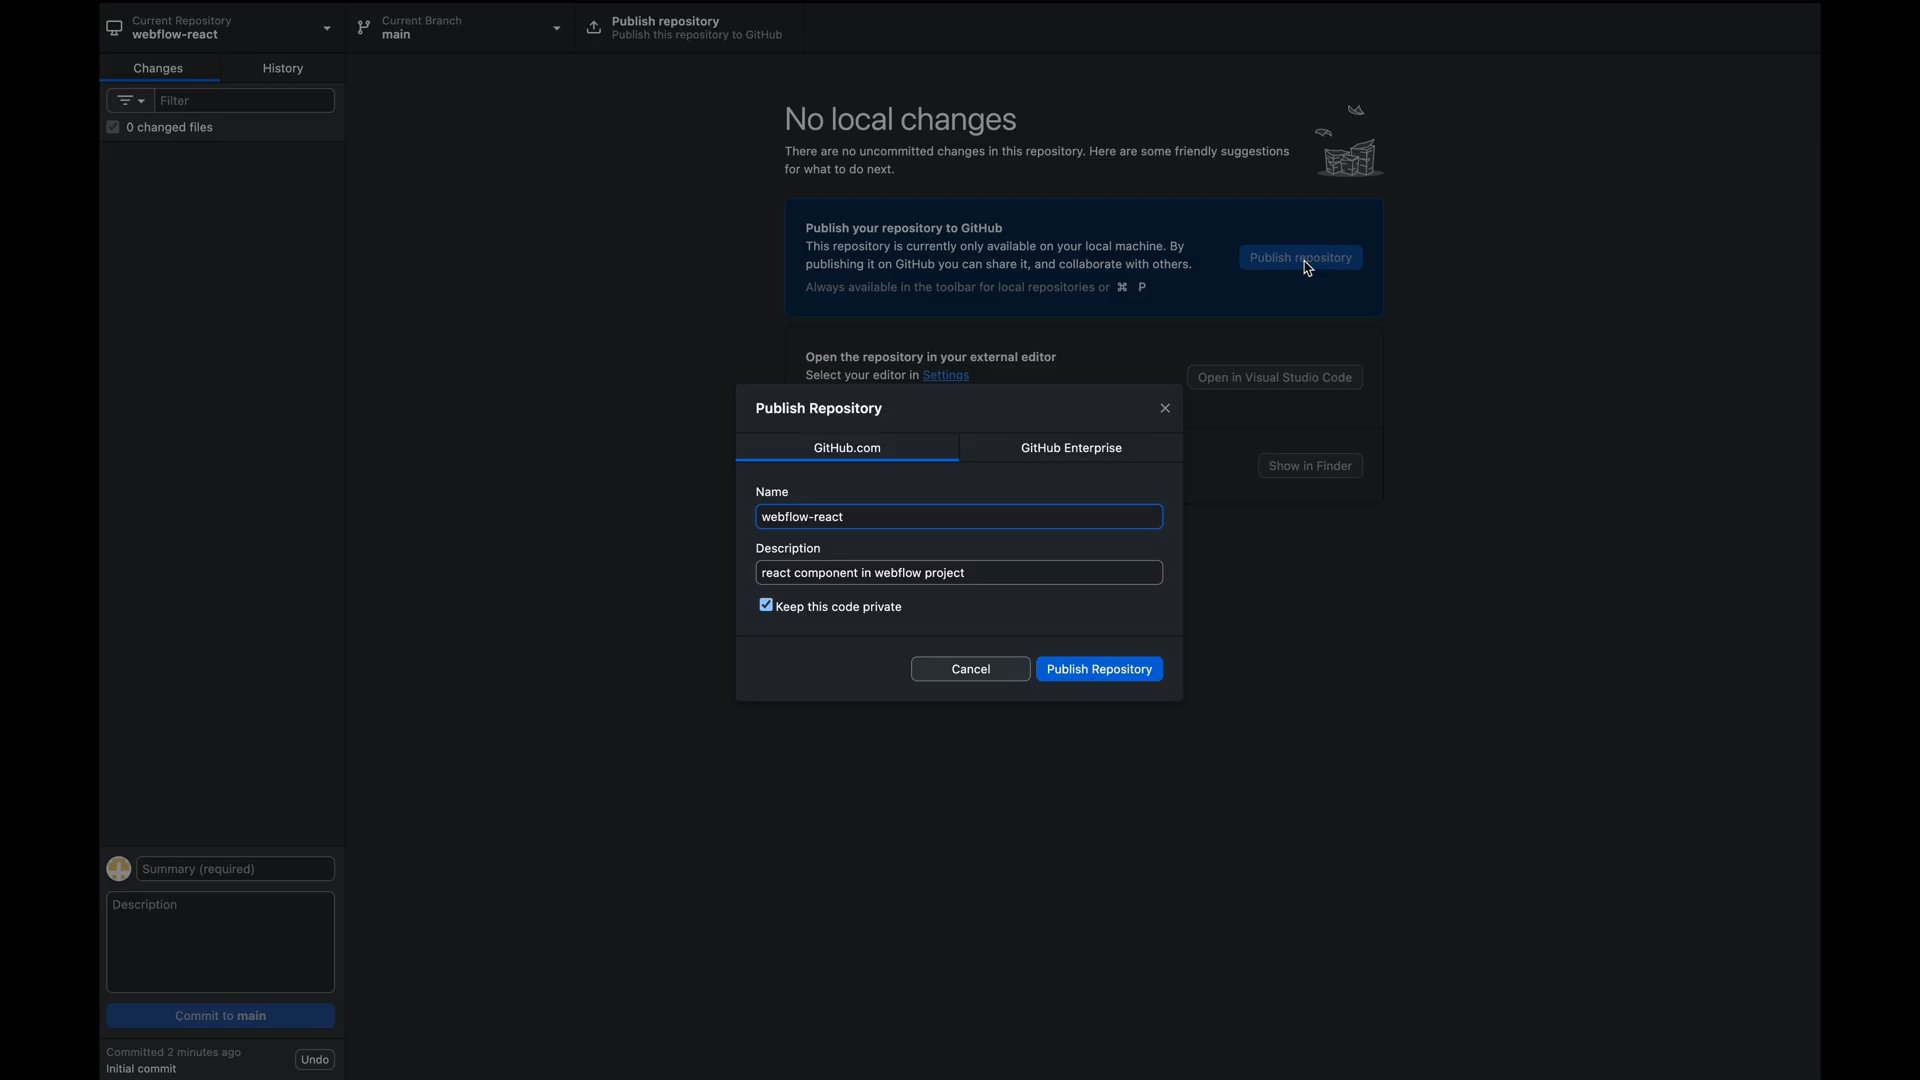 Current Repository
webflow-react
Current Branch
main
Publish repository
Publish this repository to GitHub
Changes
History
Filter
0 changed files
No local changes
There are no uncommitted changes in this repository. Here are some friendly suggestions
for what to do next.
Publish your repository to GitHub
This repository is currently only available on your local machine. By
publishing it on GitHub you can share it, and collaborate with others.
Always available in the toolbar for local repositories or ⌘ P
Publish repository
Open the repository in your external editor
Select your editor in Settings
Open in Visual Studio Code
Show in Finder
Publish Repository
GitHub.com
GitHub Enterprise
Name
webflow-react
Description
react component in webflow project
Keep this code private
Cancel
Publish Repository
Summary (required)
Description
Commit to main
Committed 2 minutes ago
Initial commit
Undo